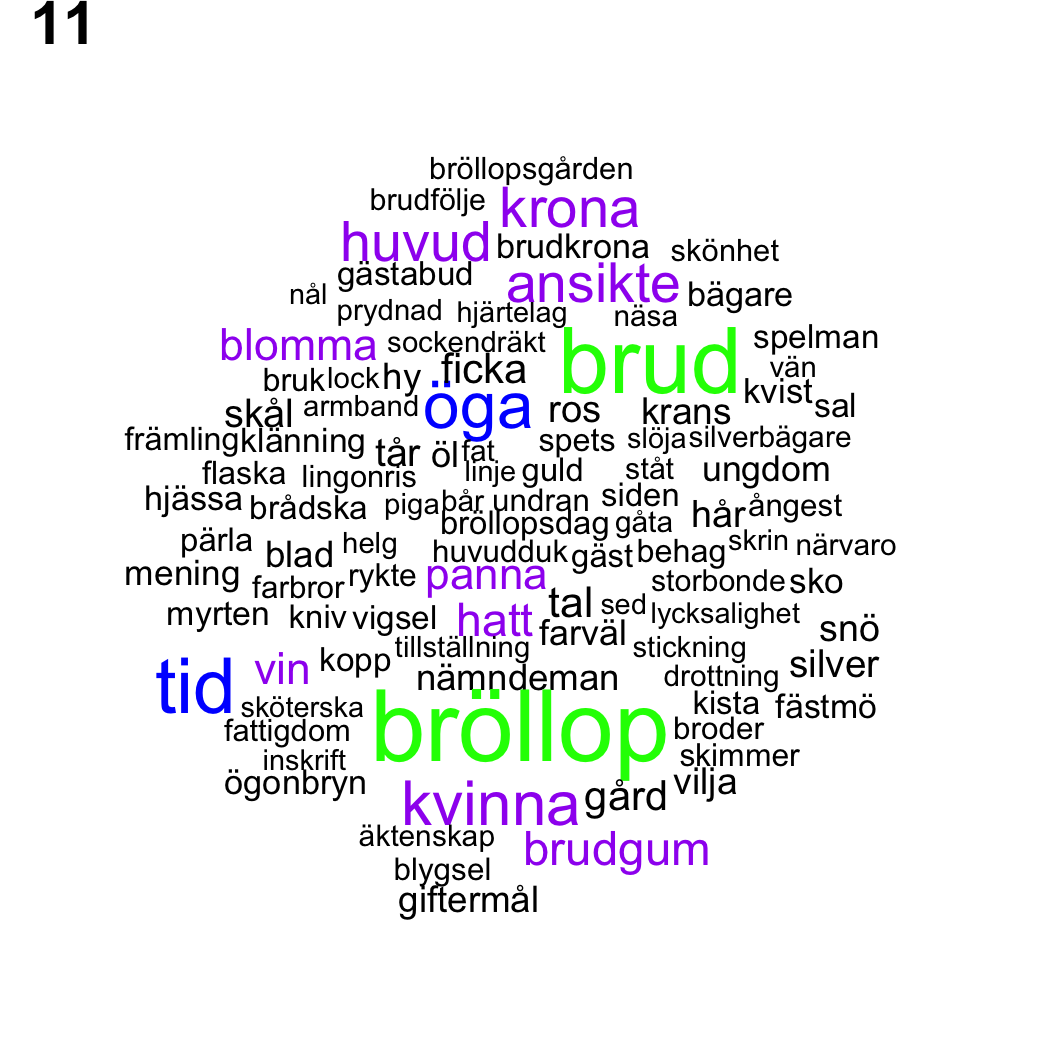 11
bröllopsgården
brudfölje krona
huvud brudkrona skönhet
gästabud ansikte bägare
nål prydnad hjärtelag näsa
blomma sockendräkt brud spelman
bruk lock hy ficka vän
skål armband öga ros krans kvist sal
främling klänning tår öl fat spets slöja silverbägare
flaska lingonris linje guld ståt ungdom
hjässa brådska piga bår undran siden hår ångest
bröllopsdag gåta
pärla blad helg huvudduk gäst behag skrin närvaro
mening farbror rykte panna storbonde sko
myrten kniv vigsel hatt tal sed lycksalighet
farväl snö
tillställning stickning
tid vin kopp nämndeman drottning silver
sköterska bröllop kista fästmö
fattigdom broder
inskrift skimmer
ögonbryn kvinna gård vilja
äktenskap brudgum
blygsel
giftermål